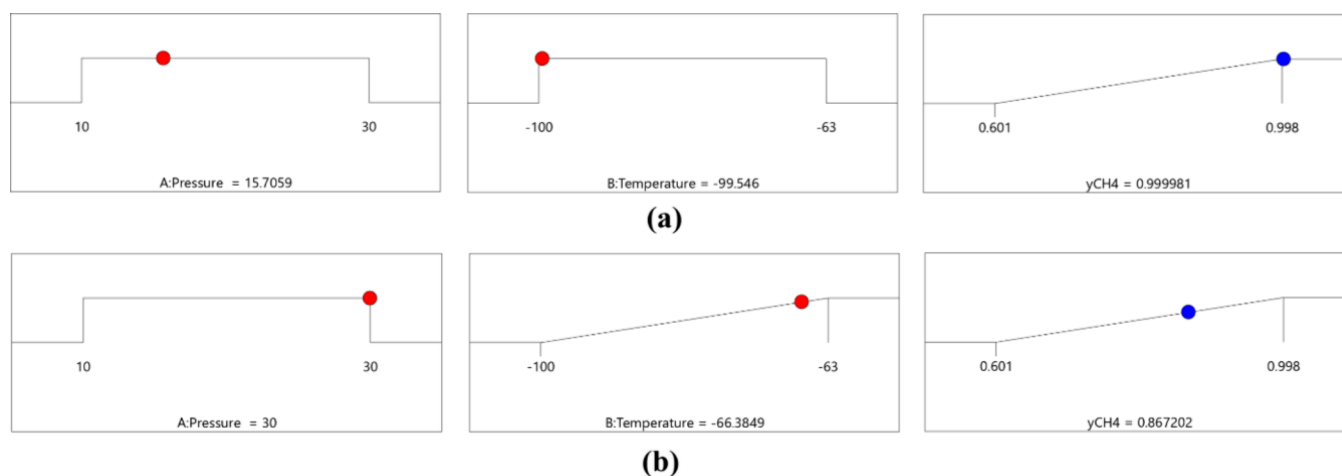 10 30
A:Pressure = 15.7059
-100 -63
B:Temperature = -99.546
0.601 0.998
yCH4 = 0.999981
(a)
10 30
A:Pressure = 30
-100 -63
B:Temperature = -66.3849
0.601 0.998
yCH4 = 0.867202
(b)